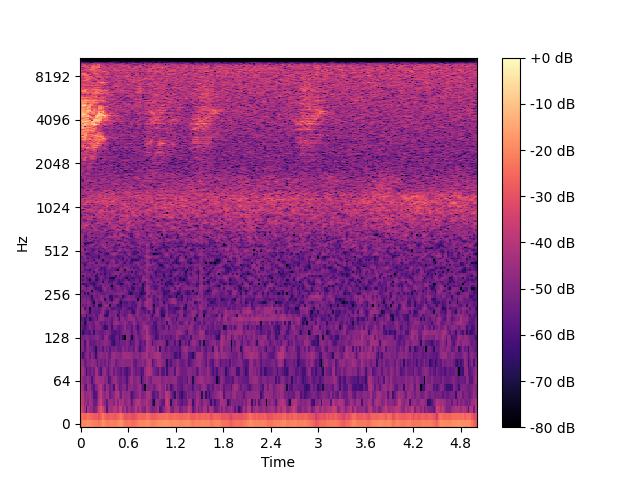 8192
4096
2048
1024
512
256
128
64
0
Hz
0 0.6 1.2 1.8 2.4 3 3.6 4.2 4.8
Time
+0 dB
-10 dB
-20 dB
-30 dB
-40 dB
-50 dB
-60 dB
-70 dB
-80 dB